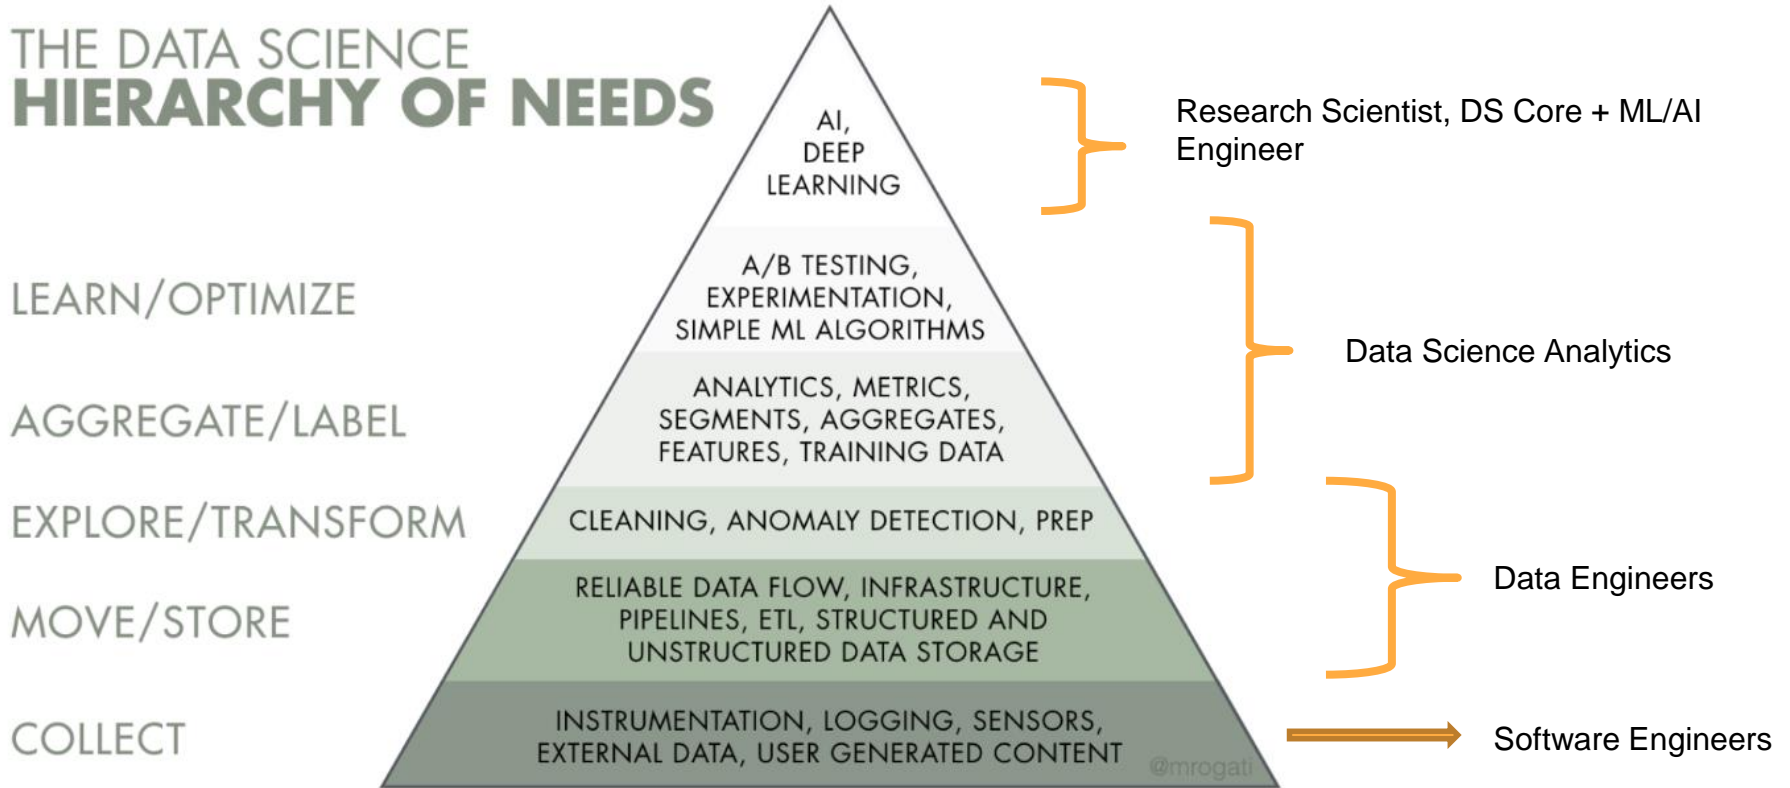 THE DATA SCIENCE
HIERARCHY OF NEEDS
AI,
DEEP
LEARNING
Research Scientist, DS Core + ML/AI
Engineer
LEARN/OPTIMIZE
A/B TESTING,
EXPERIMENTATION,
SIMPLE ML ALGORITHMS
Data Science Analytics
AGGREGATE/LABEL
ANALYTICS, METRICS,
SEGMENTS, AGGREGATES,
FEATURES, TRAINING DATA
EXPLORE/TRANSFORM
CLEANING, ANOMALY DETECTION, PREP
Data Engineers
MOVE/STORE
RELIABLE DATA FLOW, INFRASTRUCTURE,
PIPELINES, ETL, STRUCTURED AND
UNSTRUCTURED DATA STORAGE
COLLECT
INSTRUMENTATION, LOGGING, SENSORS,
EXTERNAL DATA, USER GENERATED CONTENT
@mrogati
Software Engineers